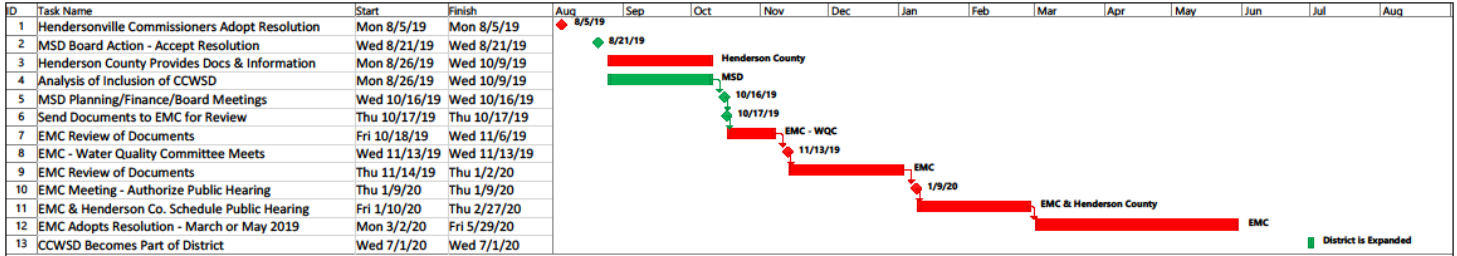 ID Task Name Start Finish Aug Sep Oct Nov Dec Jan Feb Mar Apr May Jun Jul Aug
1 Hendersonville Commissioners Adopt Resolution Mon 8/5/19 Mon 8/5/19 8/5/19
2 MSD Board Action - Accept Resolution Wed 8/21/19 Wed 8/21/19 8/21/19
3 Henderson County Provides Docs & Information Mon 8/26/19 Wed 10/9/19 Henderson County
4 Analysis of Inclusion of CCWSD Mon 8/26/19 Wed 10/9/19 MSD
5 MSD Planning/Finance/Board Meetings Wed 10/16/19 Wed 10/16/19 10/16/19
6 Send Documents to EMC for Review Thu 10/17/19 Thu 10/17/19 10/17/19
7 EMC Review of Documents Fri 10/18/19 Wed 11/6/19 EMC - WQC
8 EMC - Water Quality Committee Meets Wed 11/13/19 Wed 11/13/19 11/13/19
9 EMC Review of Documents Thu 11/14/19 Thu 1/2/20 EMC
10 EMC Meeting - Authorize Public Hearing Thu 1/9/20 Thu 1/9/20 1/9/20
11 EMC & Henderson Co. Schedule Public Hearing Fri 1/10/20 Thu 2/27/20 EMC & Henderson County
12 EMC Adopts Resolution - March or May 2019 Mon 3/2/20 Fri 5/29/20 EMC
13 CCWSD Becomes Part of District Wed 7/1/20 Wed 7/1/20 District is Expanded